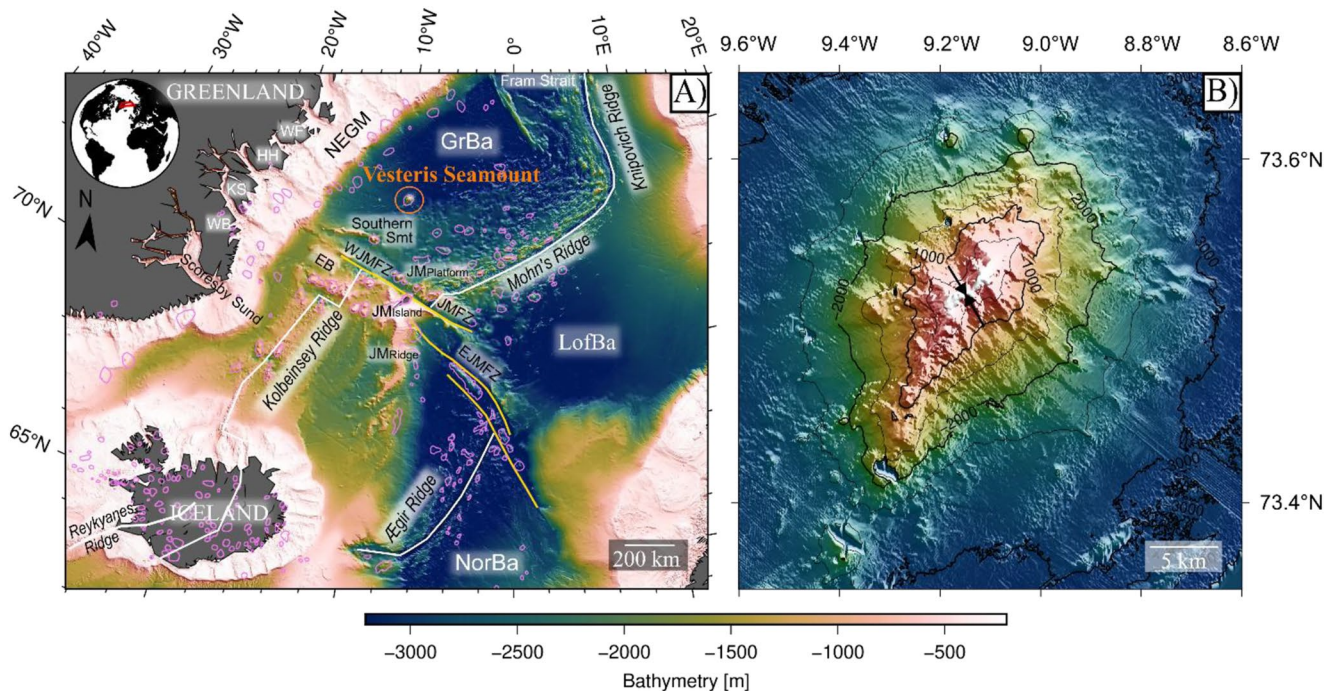 40°W
30°W
20°W
10°W
0°
10°E
20°E
9.6°W
9.4°W
9.2°W
9.0°W
8.8°W
8.6°W
A)
B)
Fram Strait
GREENLAND
WF
NEGM
GrBa
Knipovich Ridge
HH
Vesteris Seamount
73.6°N
N
KS
70°N
WB
Southern
Smt
2000
Scoresby Sund
WJMFZ
EB
JMPlatform
Mohn's Ridge
1000
1000
2000
3000
JMIsland
JMFZ
Kolbeinsey Ridge
JMRidge
EJMFZ
LofBa
2000
3000
65°N
Ægir Ridge
73.4°N
ICELAND
Reykyanes
Ridge
NorBa
200 km
5 km
−3000
−2500
−2000
−1500
−1000
−500
Bathymetry [m]